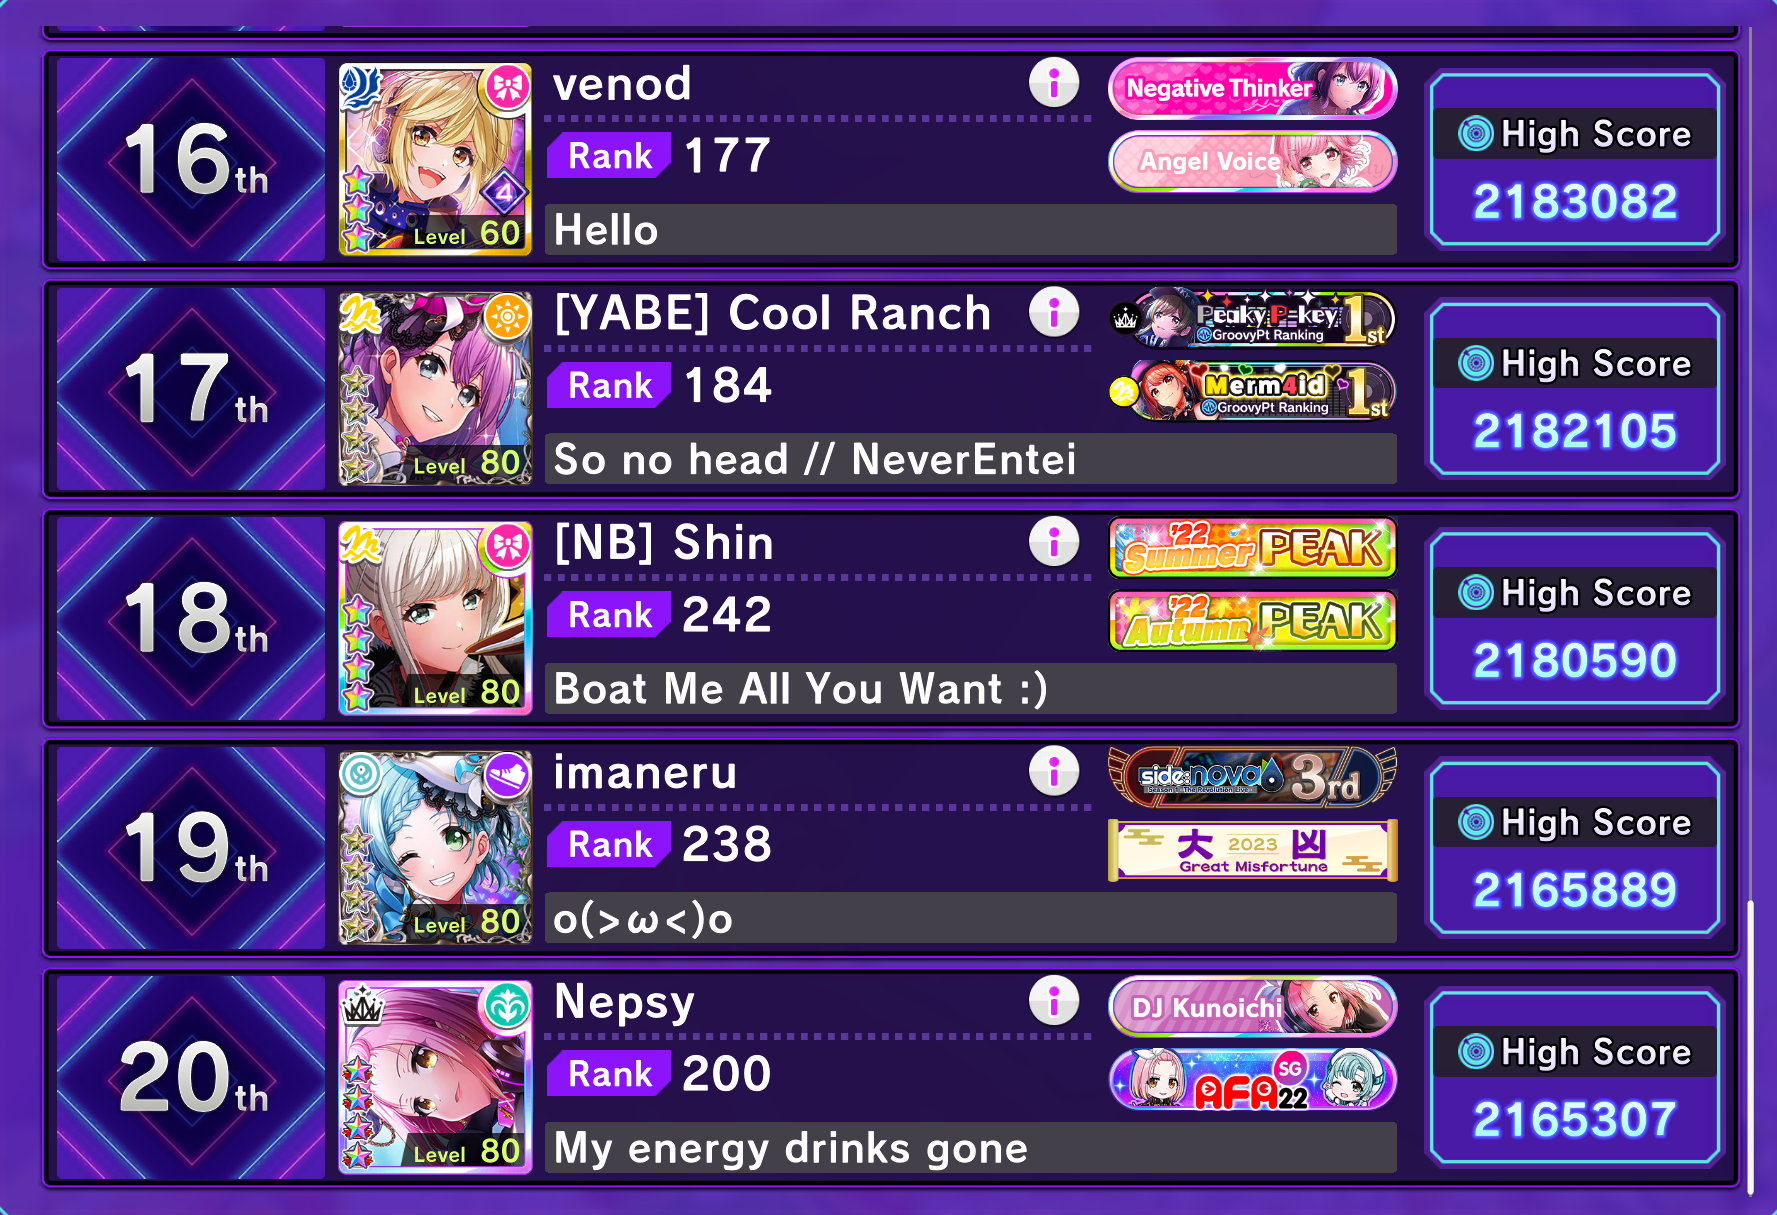 16th
venod
Rank 177
Hello
Level 60
4
Negative Thinker
Angel Voice
High Score
2183082
17th
[YABE] Cool Ranch
Rank 184
So no head // NeverEntei
Level 80
Peaky P-key
GroovyPt Ranking
1st
Merm4id
GroovyPt Ranking
1st
High Score
2182105
18th
[NB] Shin
Rank 242
Boat Me All You Want :)
Level 80
'22 Summer PEAK
'22 Autumn PEAK
High Score
2180590
19th
imaneru
Rank 238
o(>ω<)o
Level 80
side:nova 3rd
大 2023 凶
Great Misfortune
High Score
2165889
20th
Nepsy
Rank 200
My energy drinks gone
Level 80
DJ Kunoichi
AFA SG 22
High Score
2165307